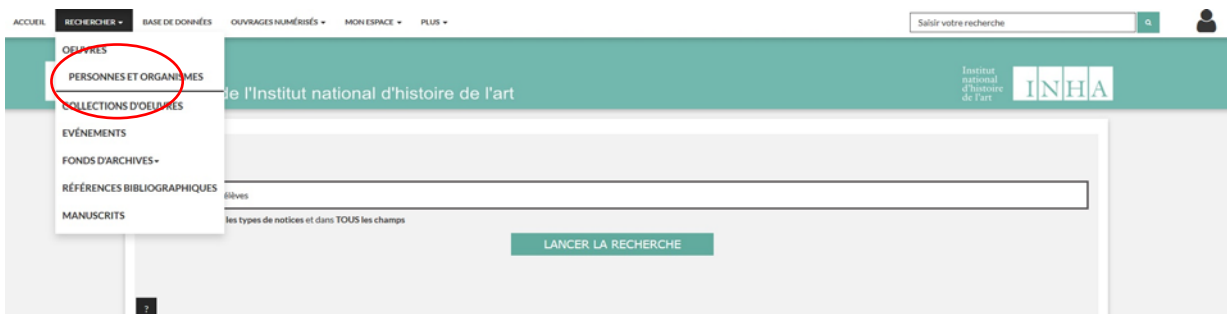 ACCUEIL RECHERCHER BASE DE DONNÉES OUVRAGES NUMÉRISÉS MON ESPACE PLUS Saisir votre recherche
OEUVRES
PERSONNES ET ORGANISMES
COLLECTIONS D'OEUVRES
EVÉNEMENTS
FONDS D'ARCHIVES
RÉFÉRENCES BIBLIOGRAPHIQUES
MANUSCRITS
de l'Institut national d'histoire de l'art
Institut
national
d'histoire
de l'art
INHA
élèves
les types de notices et dans TOUS les champs
LANCER LA RECHERCHE
?